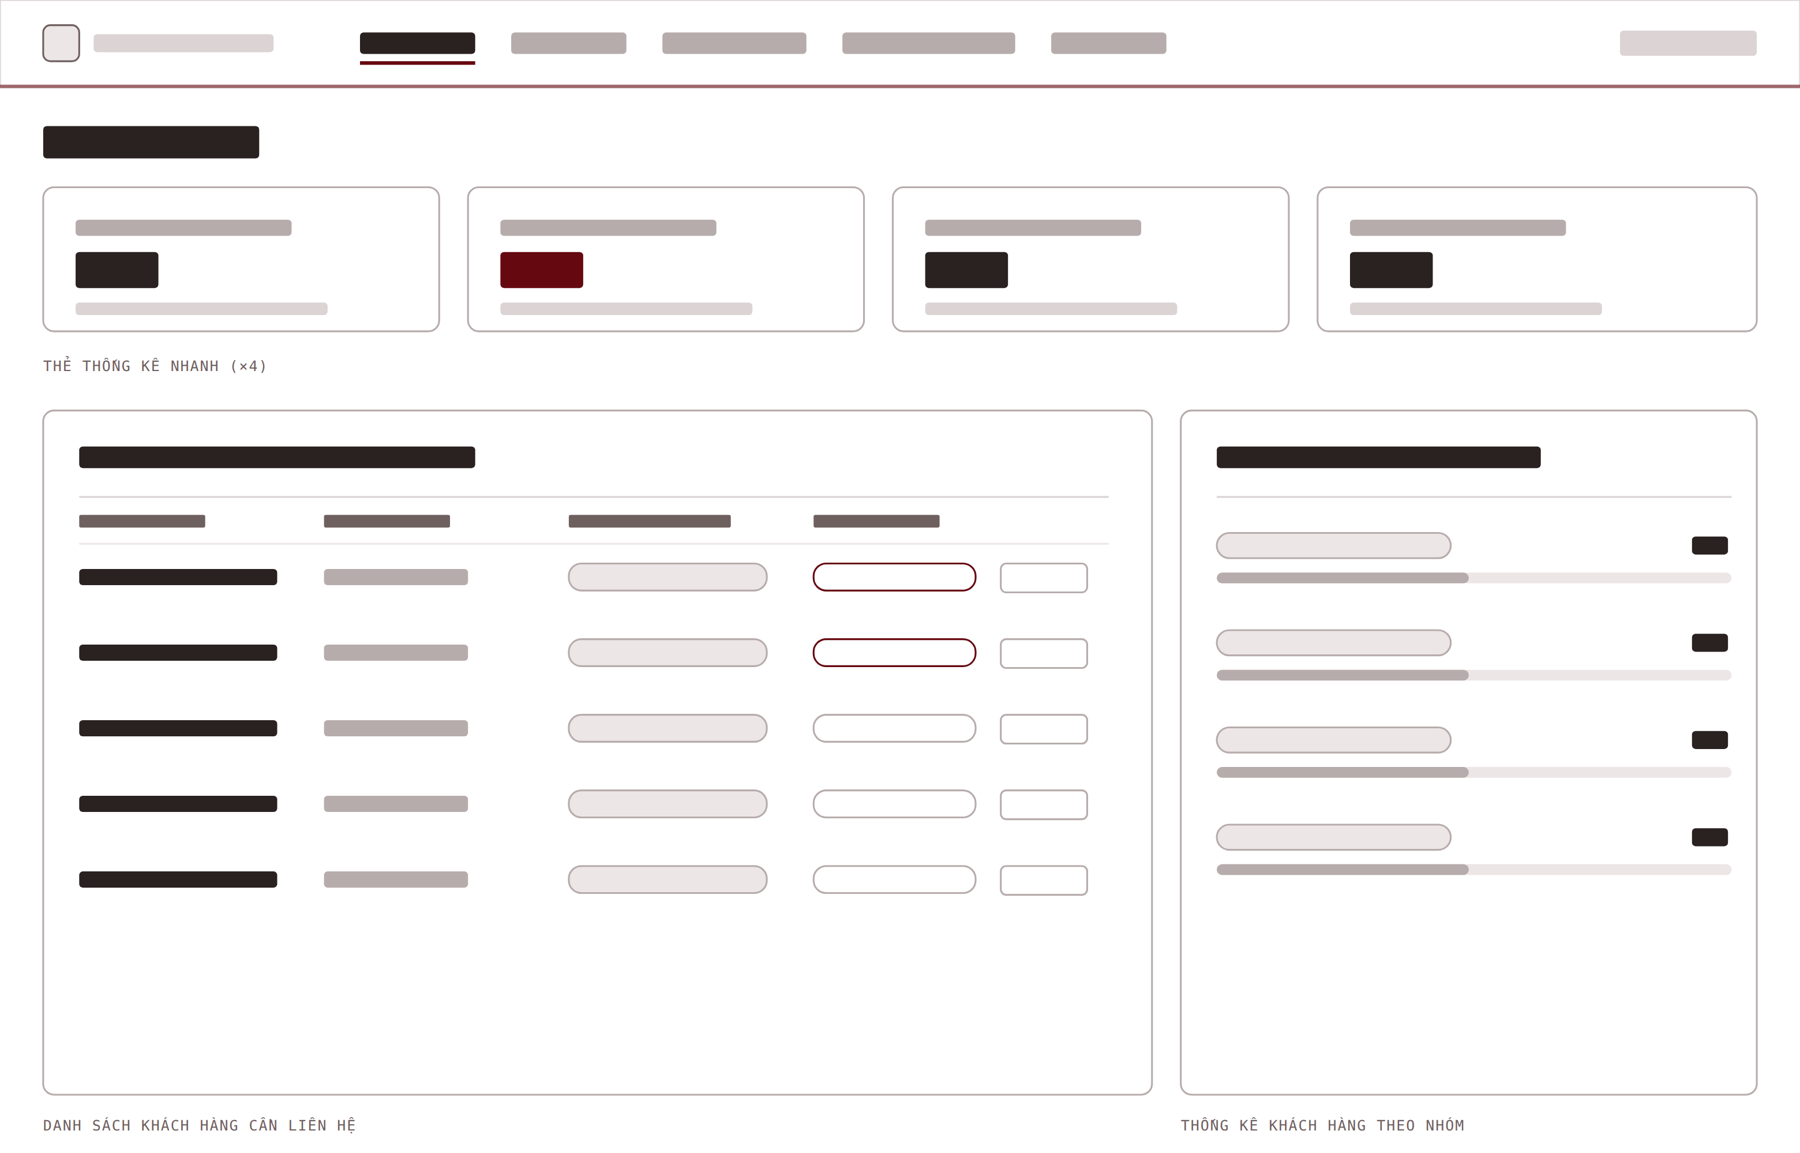 THẺ THỐNG KÊ NHANH (×4)
DANH SÁCH KHÁCH HÀNG CẦN LIÊN HỆ
THỐNG KÊ KHÁCH HÀNG THEO NHÓM